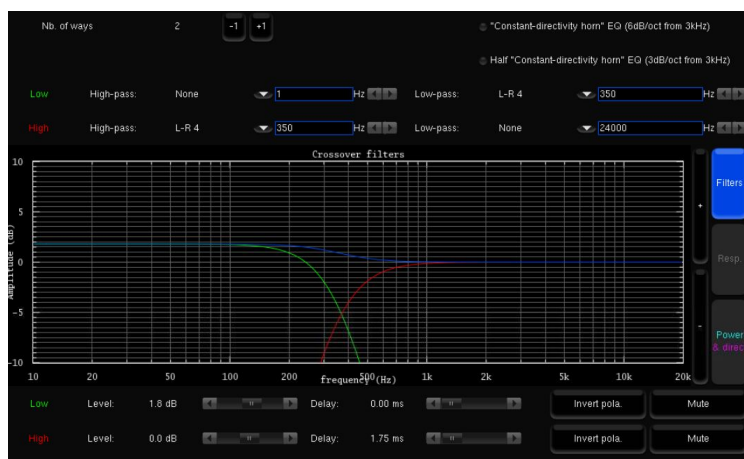 Nb. of ways 2 -1 +1 "Constant-directivity horn" EQ (6dB/oct from 3kHz)
Half "Constant-directivity horn" EQ (3dB/oct from 3kHz)
Low High-pass: None 1 Hz Low-pass: L-R 4 350 Hz
High High-pass: L-R 4 350 Hz Low-pass: None 24000 Hz
Crossover filters
10
5
0
-5
-10
Amplitude (dB)
10 20 50 100 200 500 1k 2k 5k 10k 20k
frequency (Hz)
+
-
Filters
Resp.
Power
& direc
Low Level: 1.8 dB Delay: 0.00 ms Invert pola. Mute
High Level: 0.0 dB Delay: 1.75 ms Invert pola. Mute